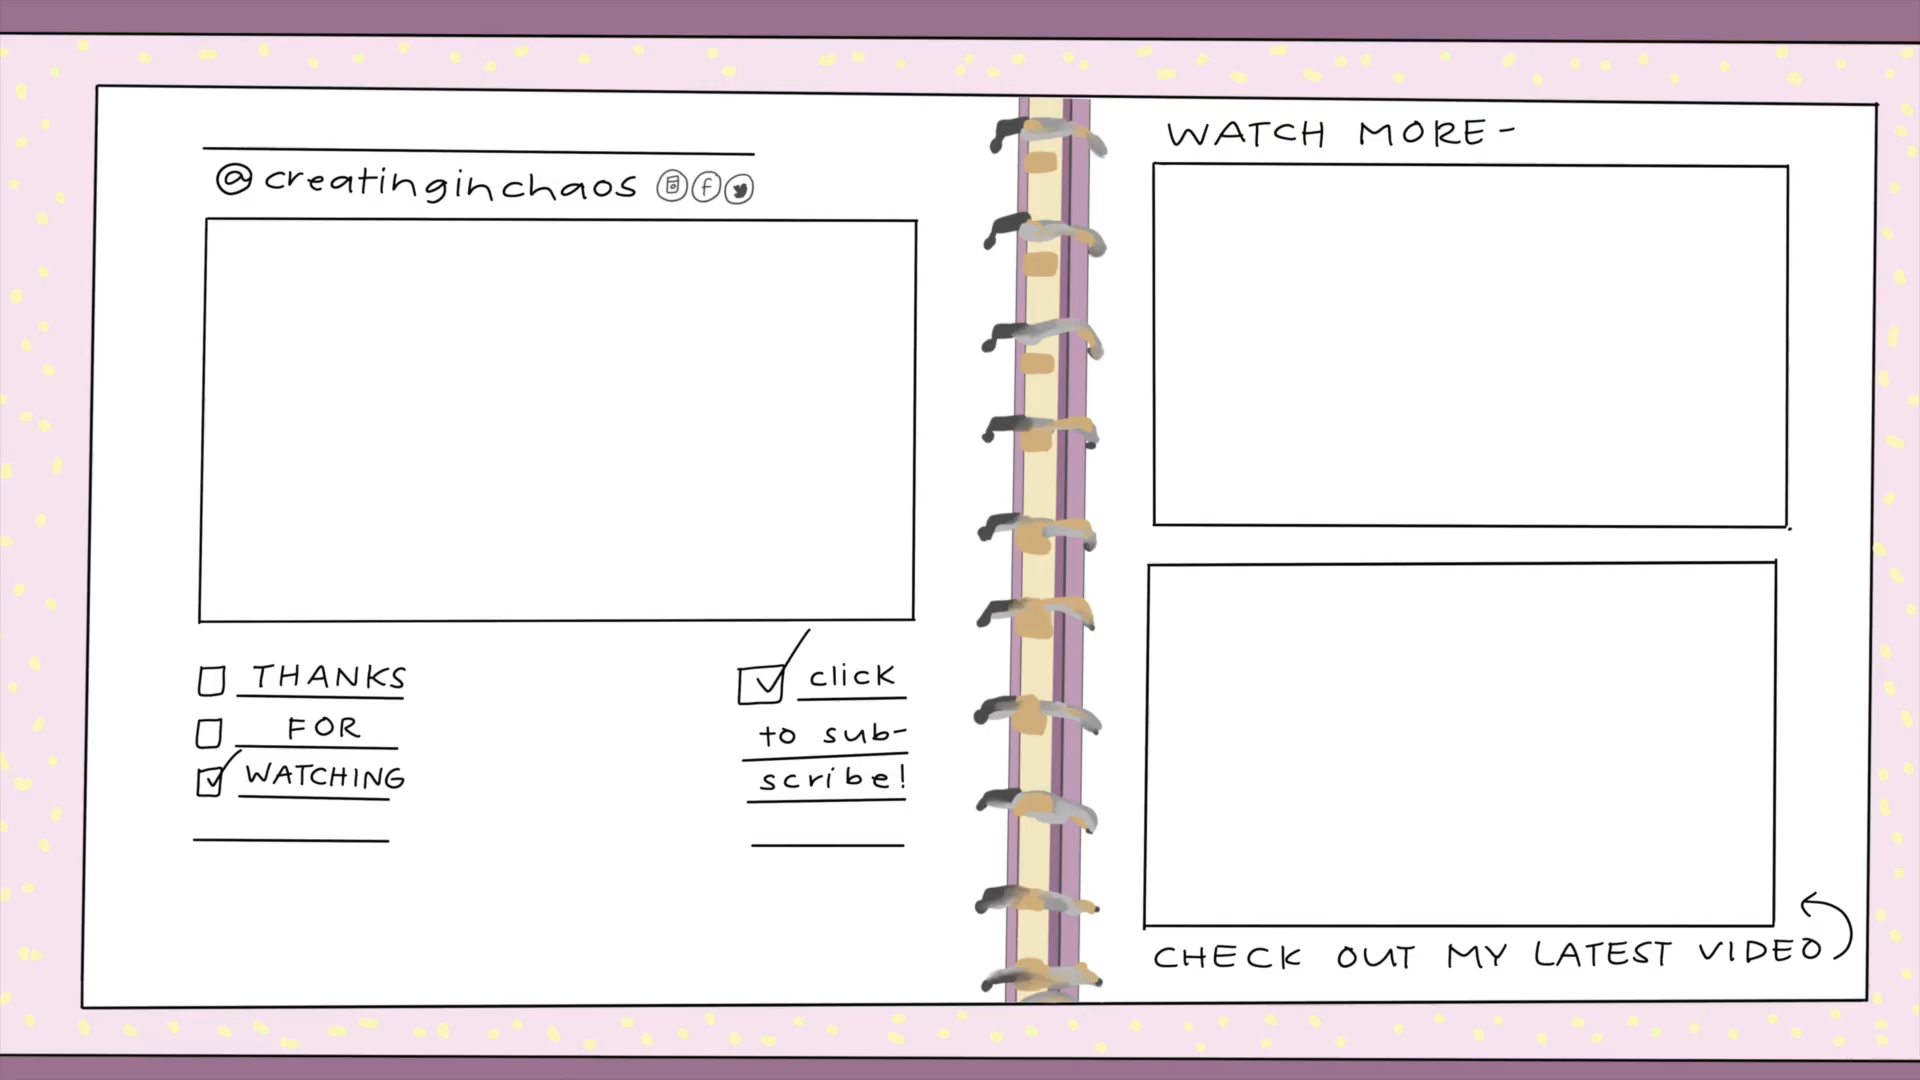 @creatinginchaos
THANKS
FOR
WATCHING
click
to sub-
scribe!
WATCH MORE-
CHECK OUT MY LATEST VIDEO